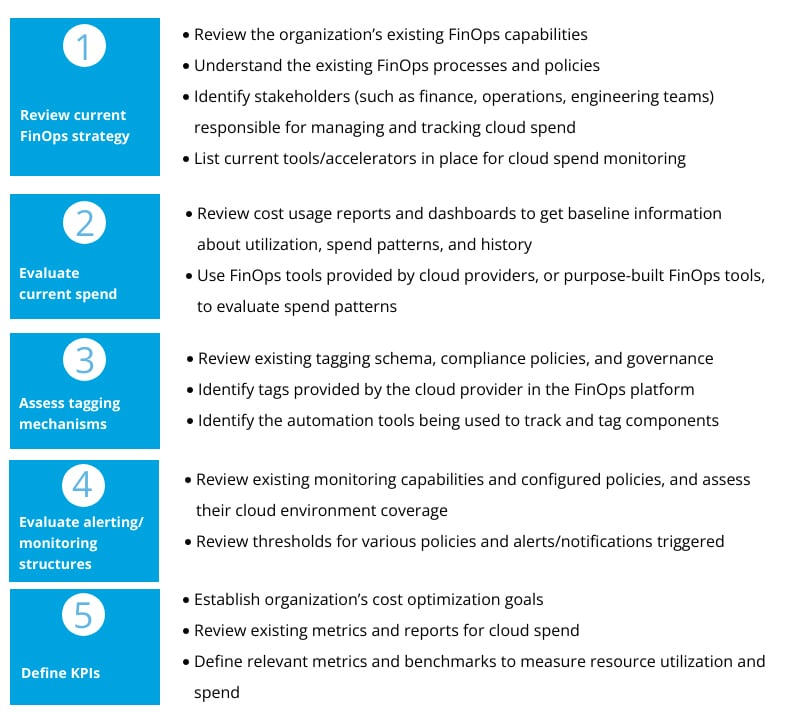 1
Review current
FinOps strategy
• Review the organization's existing FinOps capabilities
• Understand the existing FinOps processes and policies
• Identify stakeholders (such as finance, operations, engineering teams)
responsible for managing and tracking cloud spend
• List current tools/accelerators in place for cloud spend monitoring
2
Evaluate
current spend
• Review cost usage reports and dashboards to get baseline information
about utilization, spend patterns, and history
• Use FinOps tools provided by cloud providers, or purpose-built FinOps tools,
to evaluate spend patterns
3
Assess tagging
mechanisms
• Review existing tagging schema, compliance policies, and governance
• Identify tags provided by the cloud provider in the FinOps platform
• Identify the automation tools being used to track and tag components
4
Evaluate alerting/
monitoring
structures
• Review existing monitoring capabilities and configured policies, and assess
their cloud environment coverage
• Review thresholds for various policies and alerts/notifications triggered
5
Define KPIs
• Establish organization's cost optimization goals
• Review existing metrics and reports for cloud spend
• Define relevant metrics and benchmarks to measure resource utilization and
spend